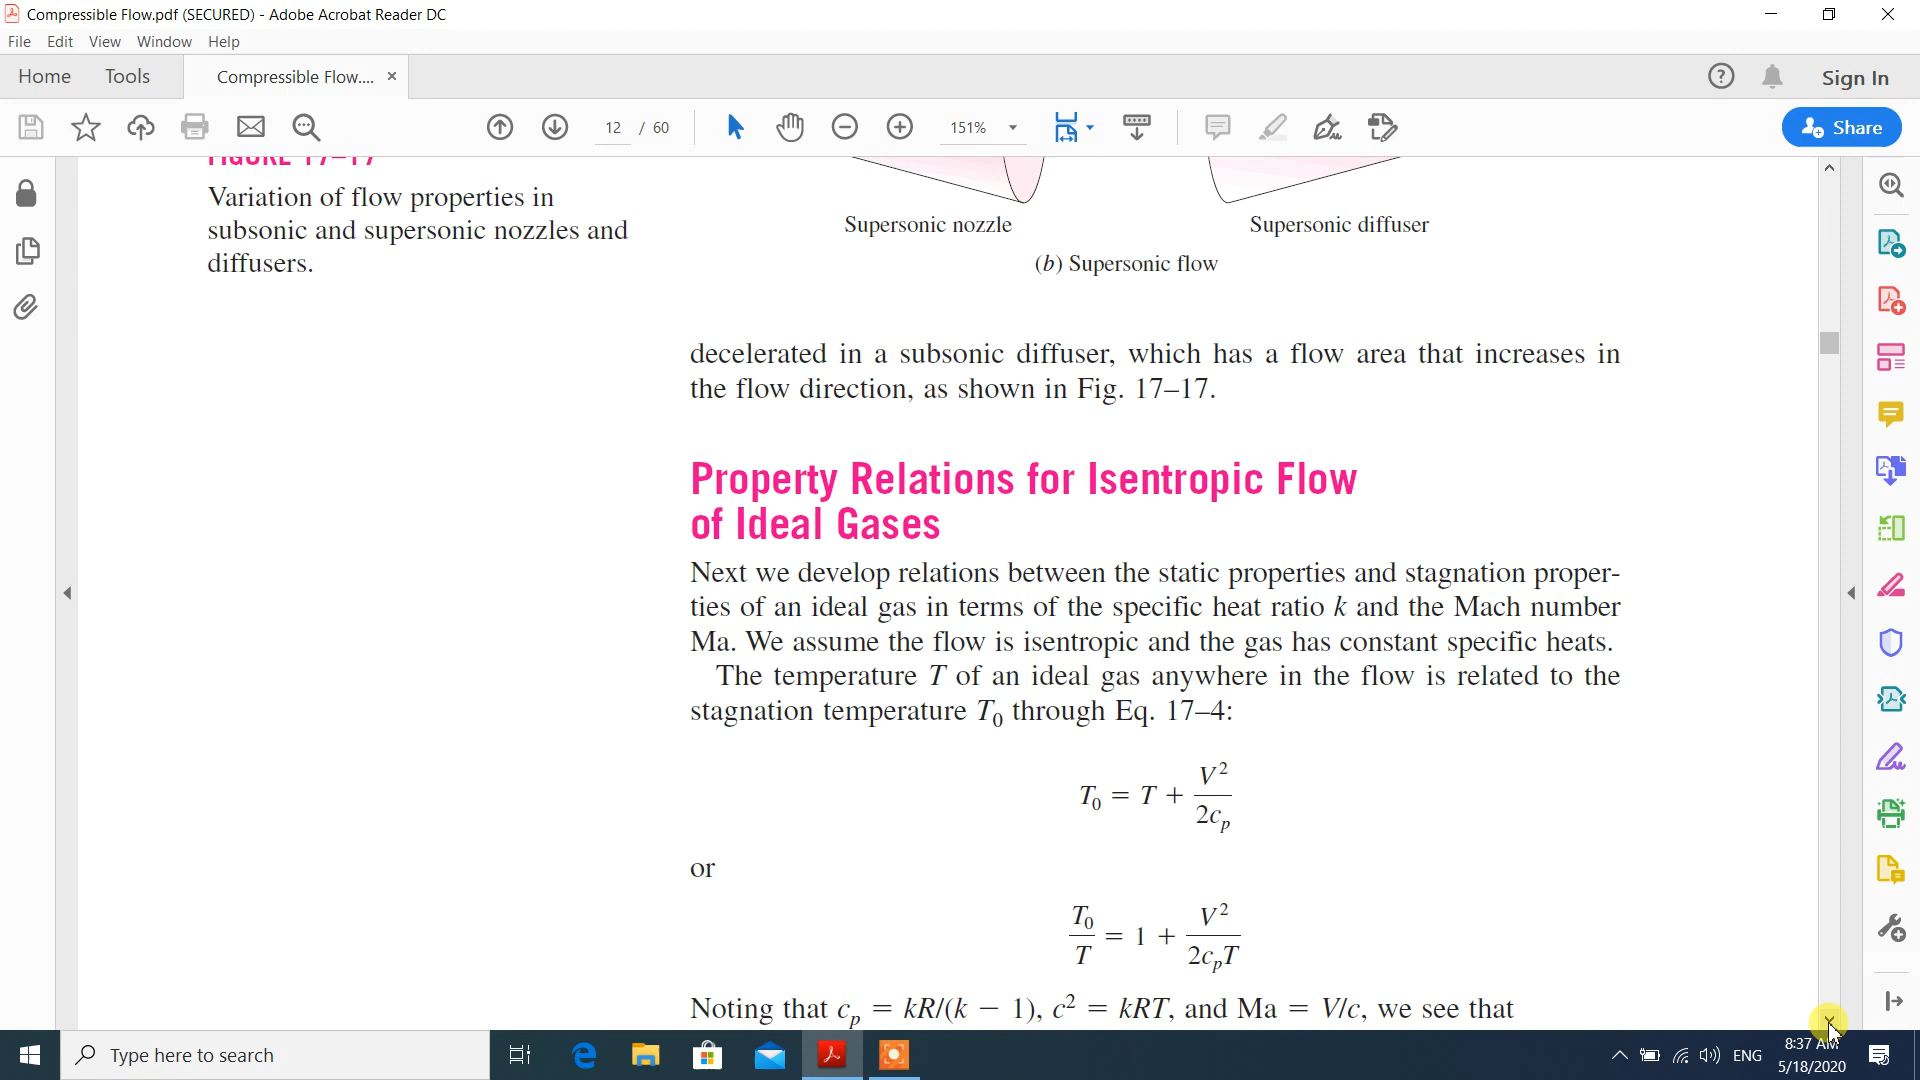 Compressible Flow.pdf (SECURED) - Adobe Acrobat Reader DC
File Edit View Window Help
Home Tools Compressible Flow.... × Sign In
12 / 60 151% Share
FIGURE 17–17
Variation of flow properties in
subsonic and supersonic nozzles and
diffusers.
Supersonic nozzle Supersonic diffuser
(b) Supersonic flow
decelerated in a subsonic diffuser, which has a flow area that increases in
the flow direction, as shown in Fig. 17–17.
Property Relations for Isentropic Flow
of Ideal Gases
Next we develop relations between the static properties and stagnation proper-
ties of an ideal gas in terms of the specific heat ratio k and the Mach number
Ma. We assume the flow is isentropic and the gas has constant specific heats.
The temperature T of an ideal gas anywhere in the flow is related to the
stagnation temperature T₀ through Eq. 17–4:
T₀ = T + V²/2cₚ
or
T₀/T = 1 + V²/2cₚT
Noting that cₚ = kR/(k − 1), c² = kRT, and Ma = V/c, we see that
Type here to search ENG 8:37 AM
5/18/2020